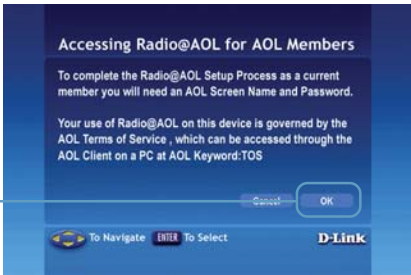 Accessing Radio@AOL for AOL Members
To complete the Radio@AOL Setup Process as a current
member you will need an AOL Screen Name and Password.
Your use of Radio@AOL on this device is governed by the
AOL Terms of Service , which can be accessed through the
AOL Client on a PC at AOL Keyword:TOS
Cancel OK
To Navigate ENTER To Select D-Link